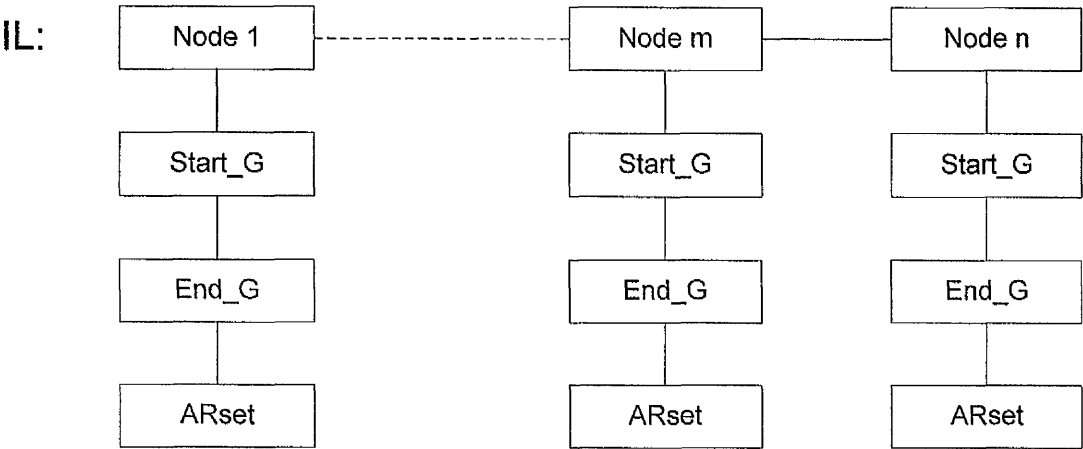 IL: Node 1 Node m Node n
Start_G Start_G Start_G
End_G End_G End_G
ARset ARset ARset